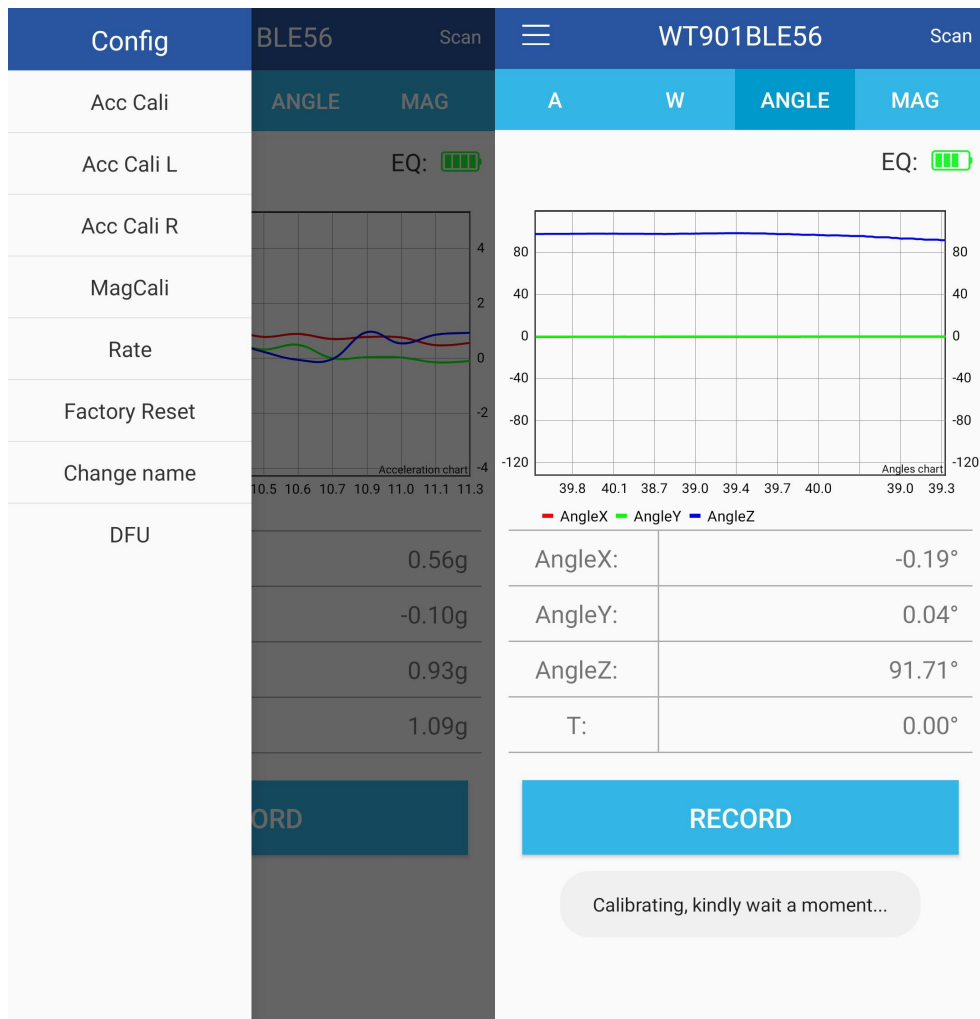 Config
Acc Cali
Acc Cali L
Acc Cali R
MagCali
Rate
Factory Reset
Change name
DFU
BLE56 Scan
ANGLE MAG
EQ:
4
2
0
-2
-4
Acceleration chart
10.5 10.6 10.7 10.9 11.0 11.1 11.3
0.56g
-0.10g
0.93g
1.09g
ORD
WT901BLE56 Scan
A W ANGLE MAG
EQ:
80 80
40 40
0 0
-40 -40
-80 -80
-120 -120
Angles chart
39.8 40.1 38.7 39.0 39.4 39.7 40.0 39.0 39.3
AngleX AngleY AngleZ
AngleX: -0.19°
AngleY: 0.04°
AngleZ: 91.71°
T: 0.00°
RECORD
Calibrating, kindly wait a moment...